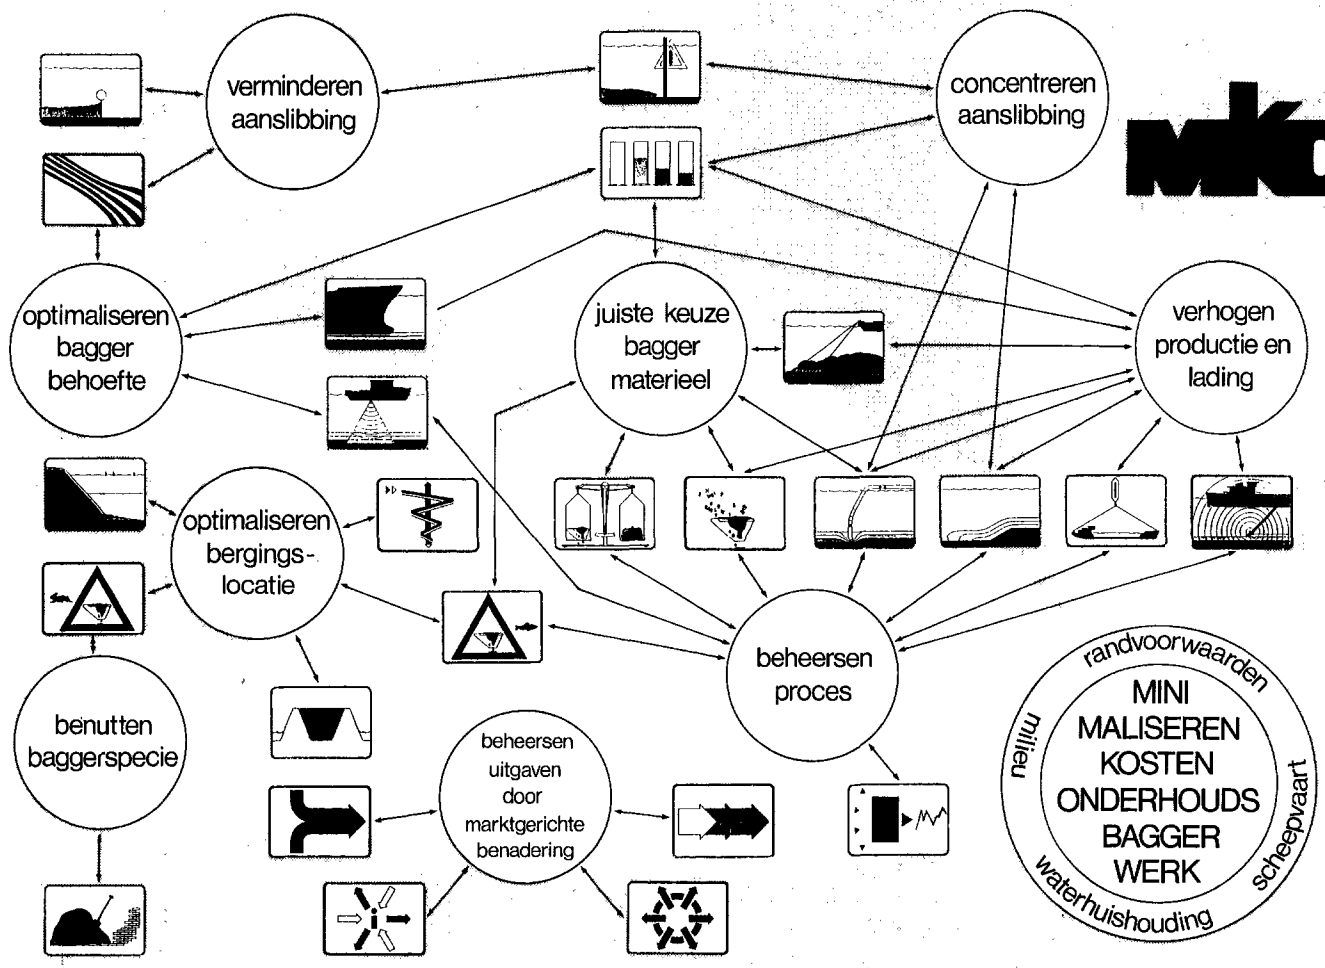 verminderen
aanslibbing
concentreren
aanslibbing
mko
optimaliseren
bagger
behoefte
juiste keuze
bagger
materieel
verhogen
productie en
lading
optimaliseren
bergings-
locatie
benutten
baggerspecie
beheersen
proces
beheersen
uitgaven
door
marktgerichte
benadering
i
randvoorwaarden
milieu
scheepvaart
waterhuishouding
MINI
MALISEREN
KOSTEN
ONDERHOUDS
BAGGER
WERK